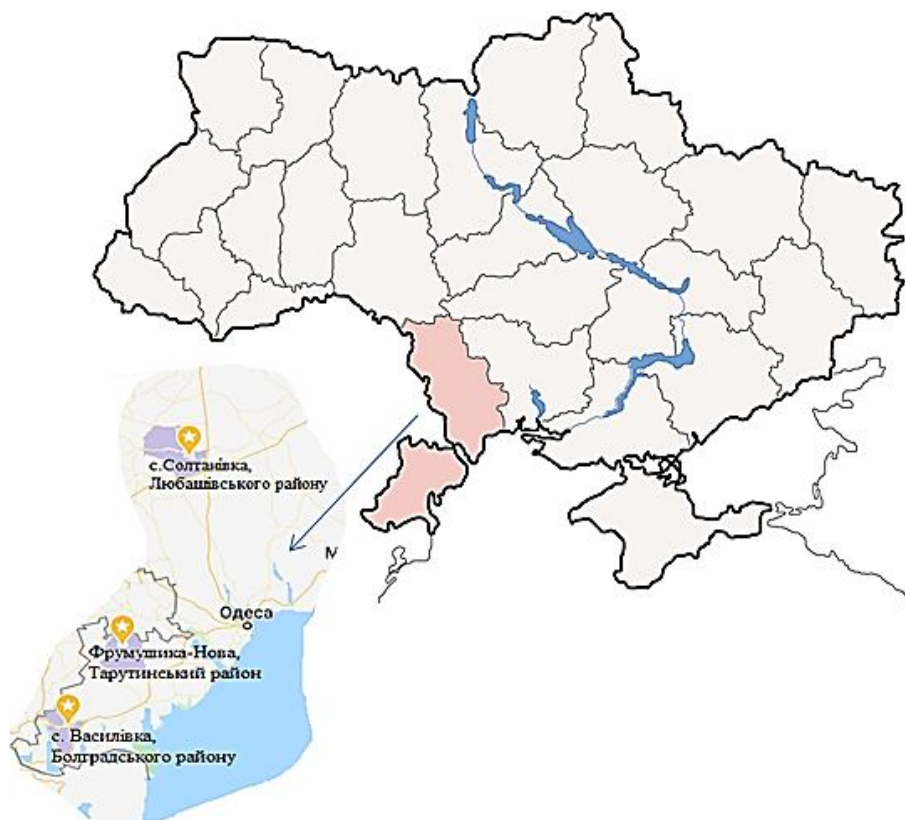 с.Солтанівка,
Любашівського району
М
Одеса
Фрумушика-Нова,
Тарутинський район
с. Василівка,
Болградського району